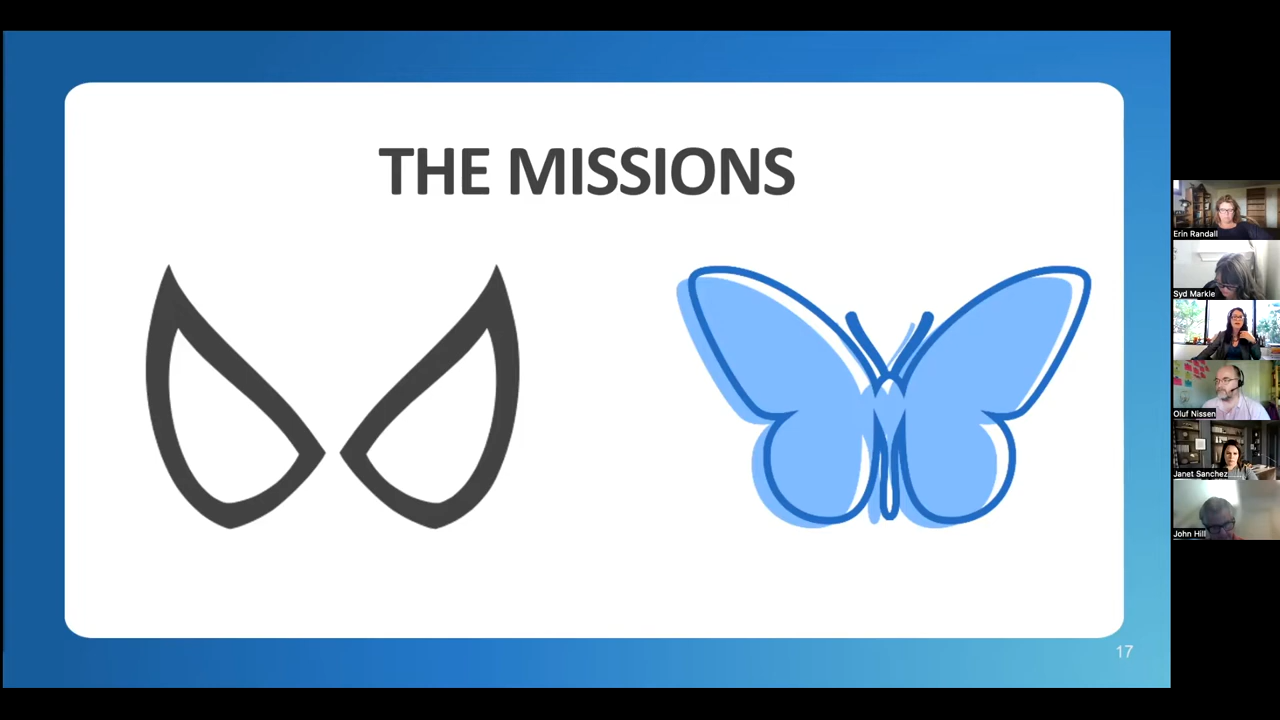 THE MISSIONS
17
Erin Randall
Syd Markle
Oluf Nissen
Janet Sanchez
John Hill